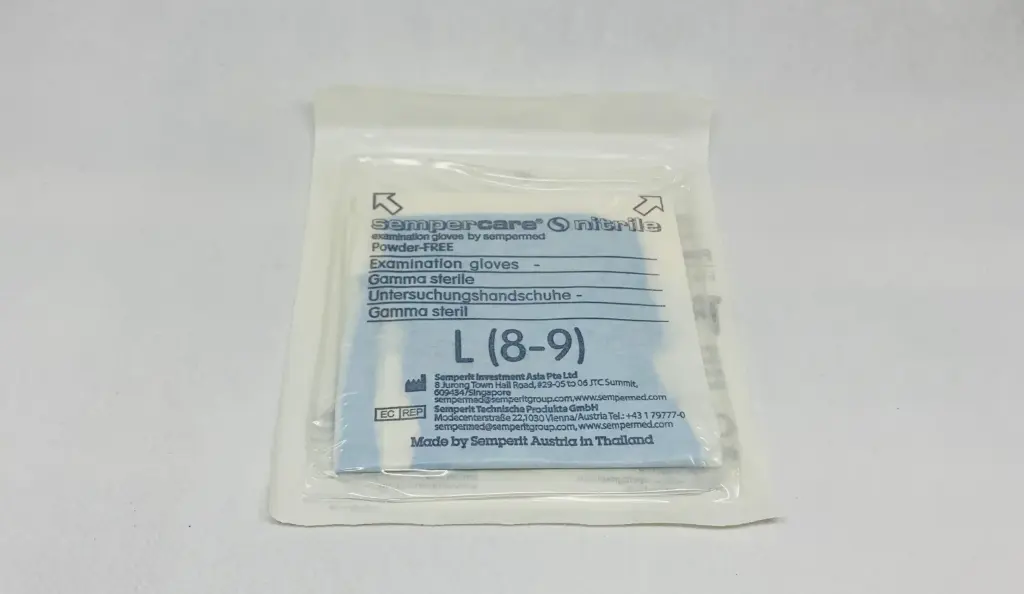 sempercare® nitrile
examination gloves by sempermed
Powder-FREE
Examination gloves -
Gamma sterile
Untersuchungshandschuhe -
Gamma steril
L (8-9)
Semperit Investment Asia Pte Ltd
8 Jurong Town Hall Road, #29-05 to 06 JTC Summit,
609434/Singapore
sempermed@semperitgroup.com, www.sempermed.com
EC REP
Semperit Technische Produkte GmbH
Modecenterstraße 22,1030 Vienna/Austria Tel.: +43 1 79777-0
sempermed@semperitgroup.com, www.sempermed.com
Made by Semperit Austria in Thailand